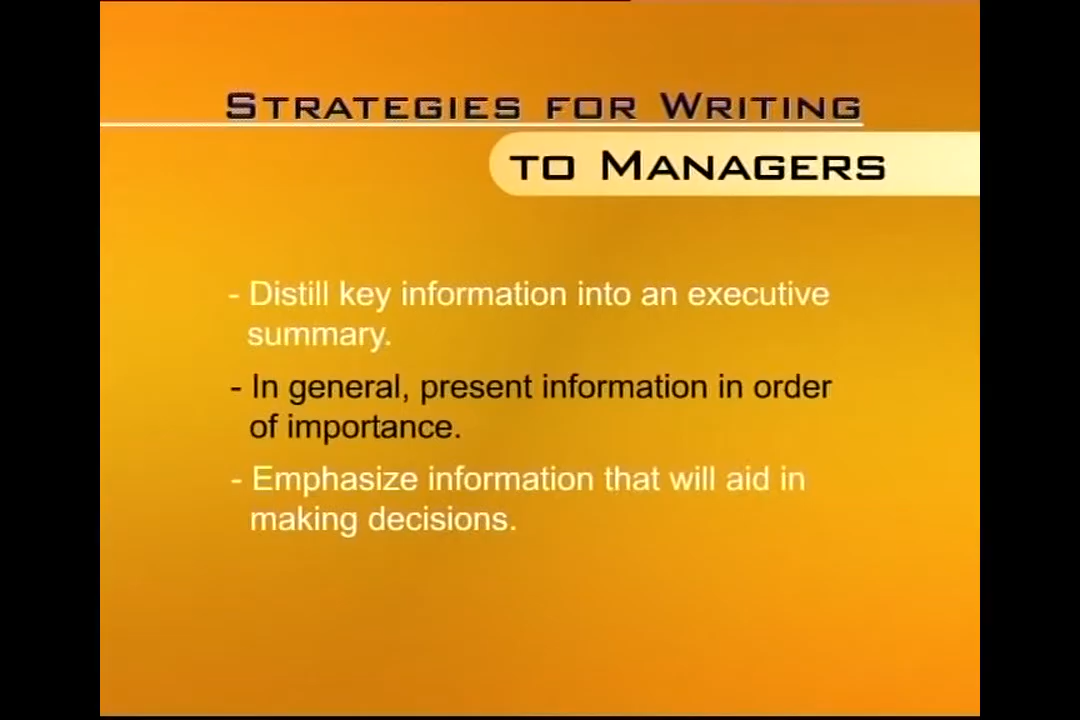 STRATEGIES FOR WRITING
TO MANAGERS
- Distill key information into an executive
summary.
- In general, present information in order
of importance.
- Emphasize information that will aid in
making decisions.